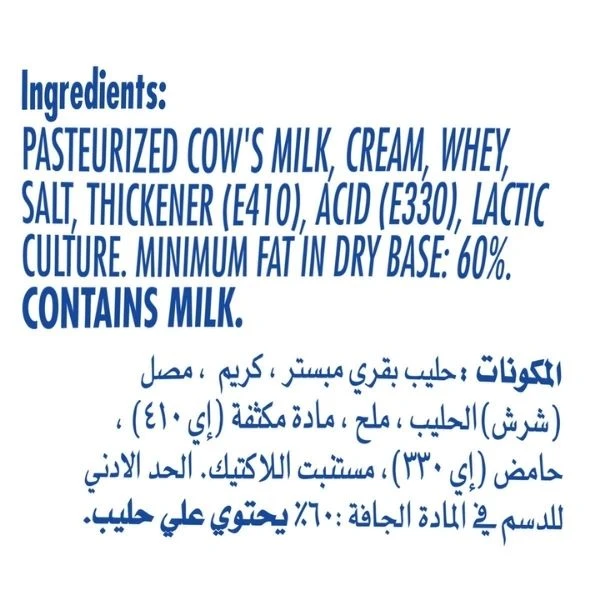 Ingredients:
PASTEURIZED COW'S MILK, CREAM, WHEY,
SALT, THICKENER (E410), ACID (E330), LACTIC
CULTURE. MINIMUM FAT IN DRY BASE: 60%.
CONTAINS MILK.
المكونات : حليب بقري مبستر ، كريم ، مصل
(شرش) الحليب ، ملح ، مادة مكثفة (إي ٤١٠) ،
حامض (إي ٣٣٠)، مستنبت اللاكتيك. الحد الادني
للدسم في المادة الجافة :٦٠٪ يحتوي علي حليب.